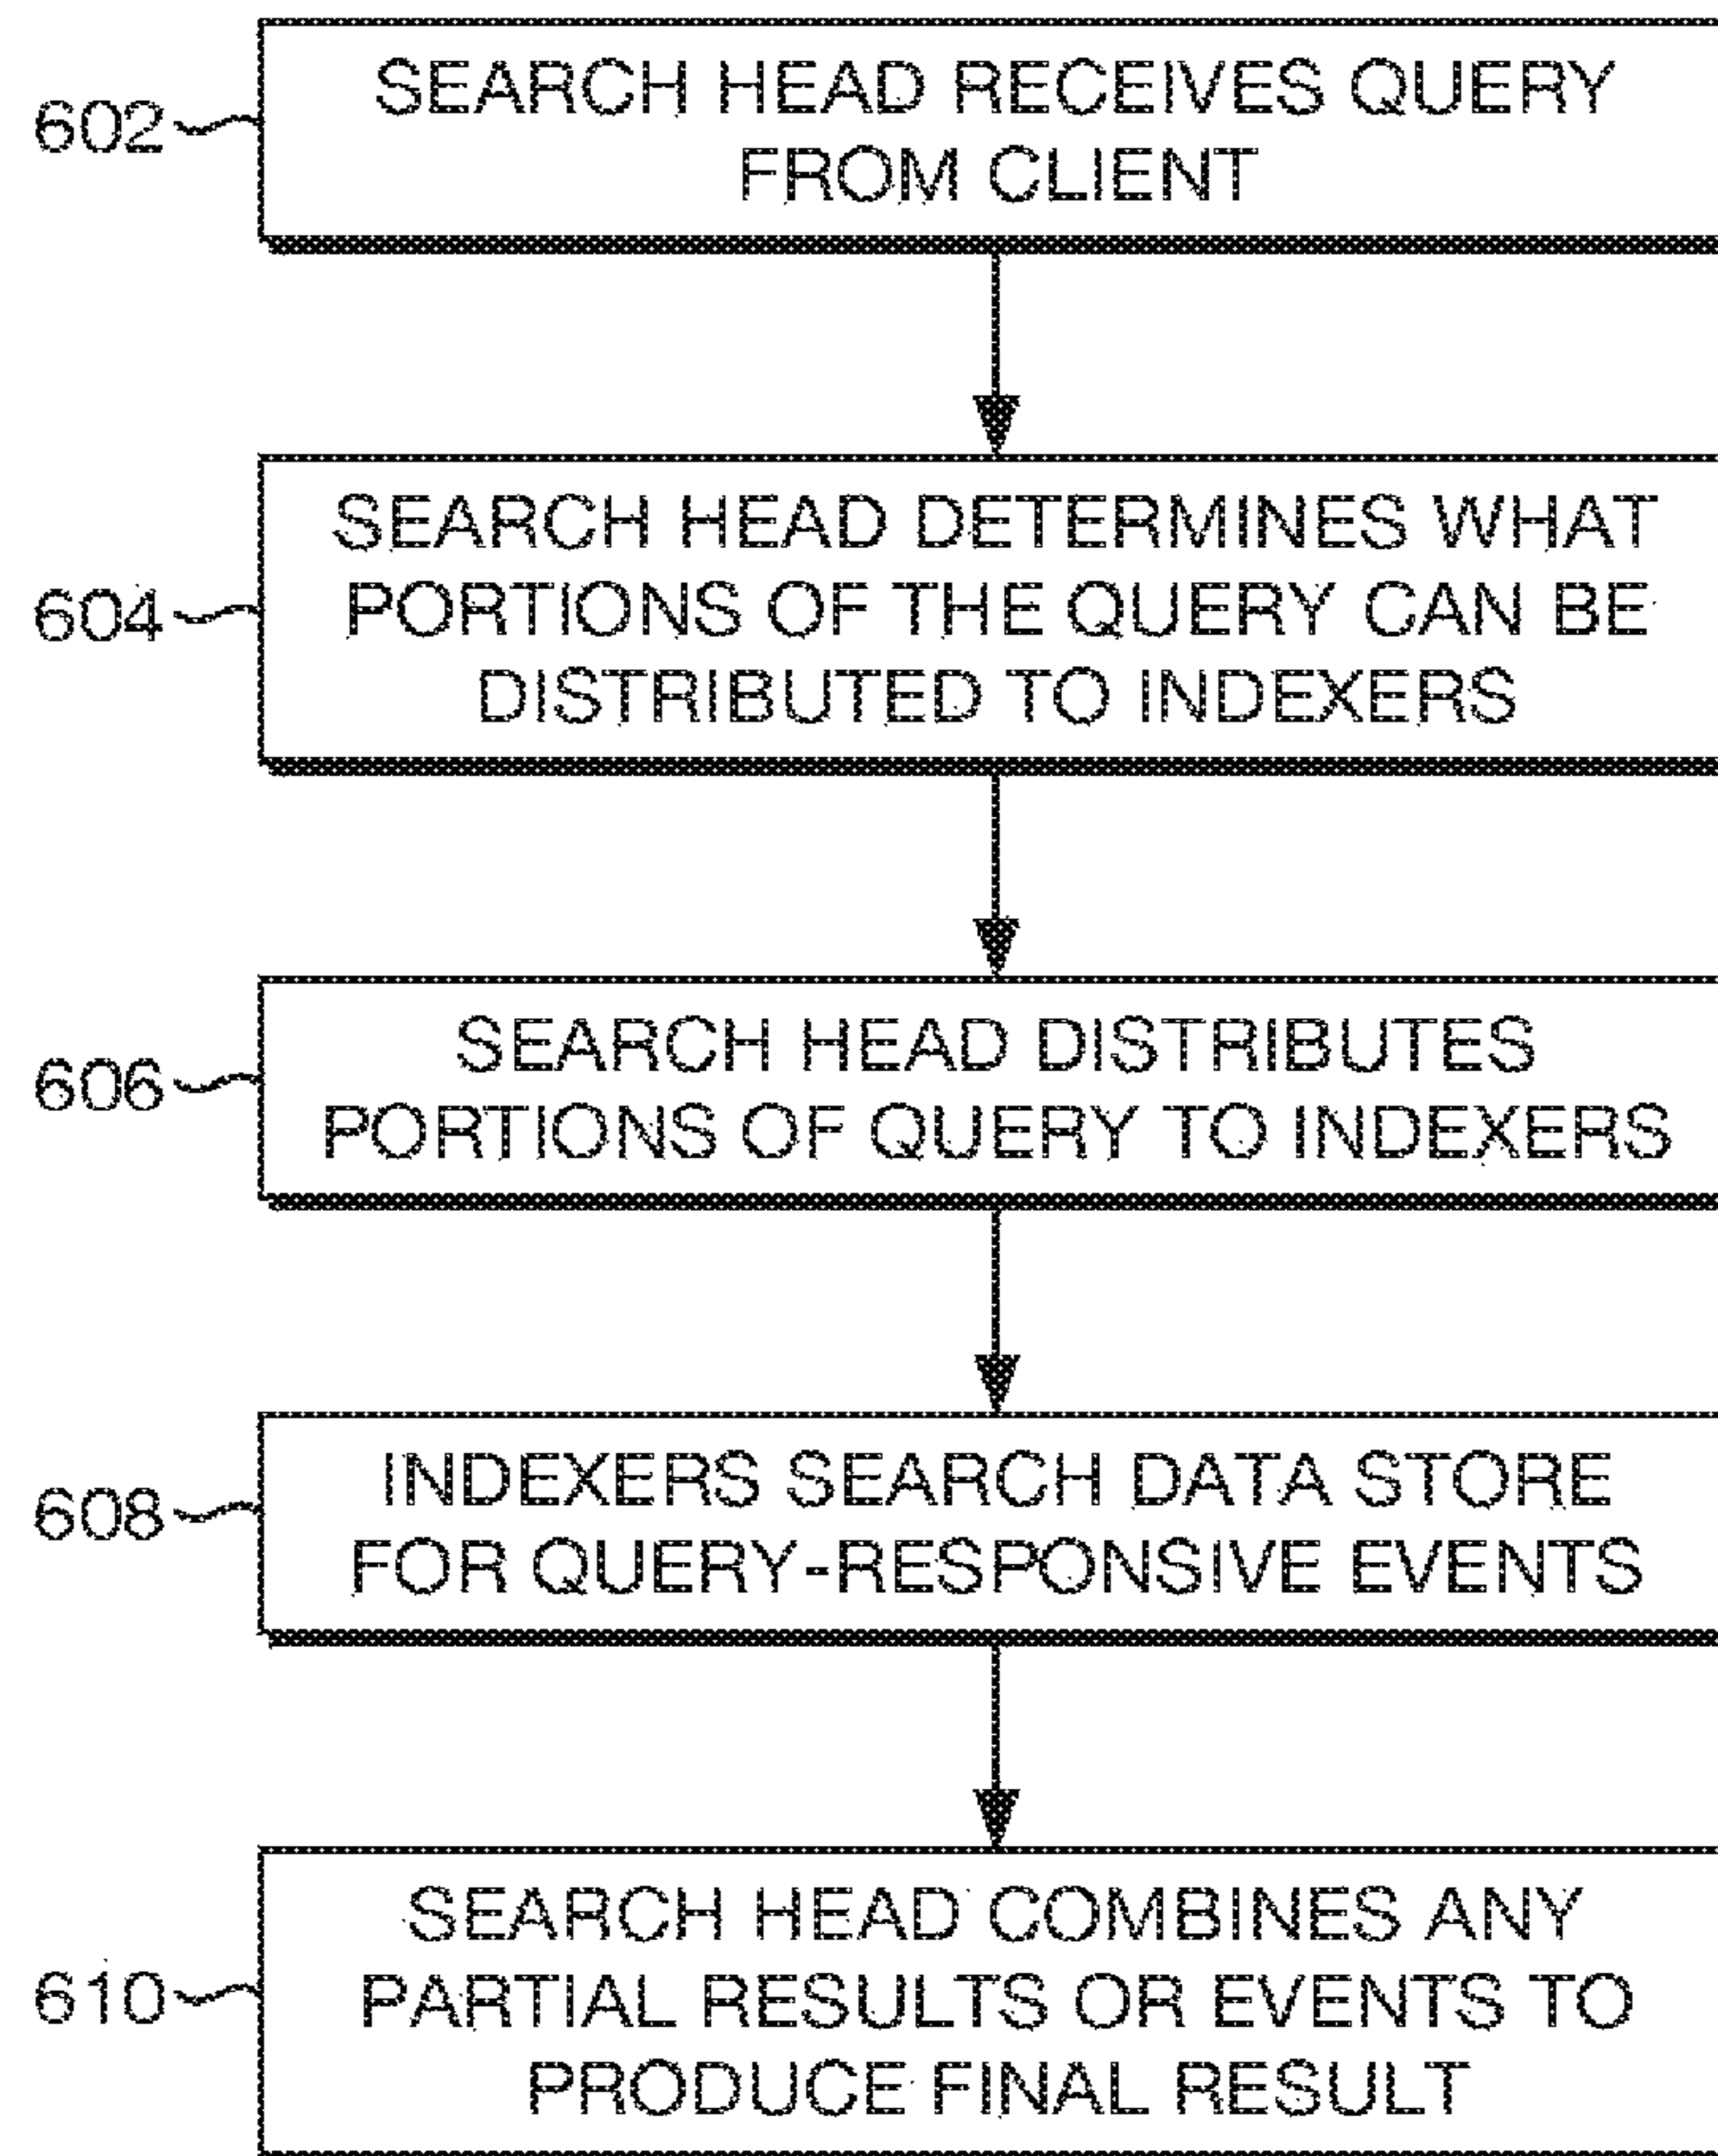 602
SEARCH HEAD RECEIVES QUERY
FROM CLIENT
604
SEARCH HEAD DETERMINES WHAT
PORTIONS OF THE QUERY CAN BE
DISTRIBUTED TO INDEXERS
606
SEARCH HEAD DISTRIBUTES
PORTIONS OF QUERY TO INDEXERS
608
INDEXERS SEARCH DATA STORE
FOR QUERY-RESPONSIVE EVENTS
610
SEARCH HEAD COMBINES ANY
PARTIAL RESULTS OR EVENTS TO
PRODUCE FINAL RESULT